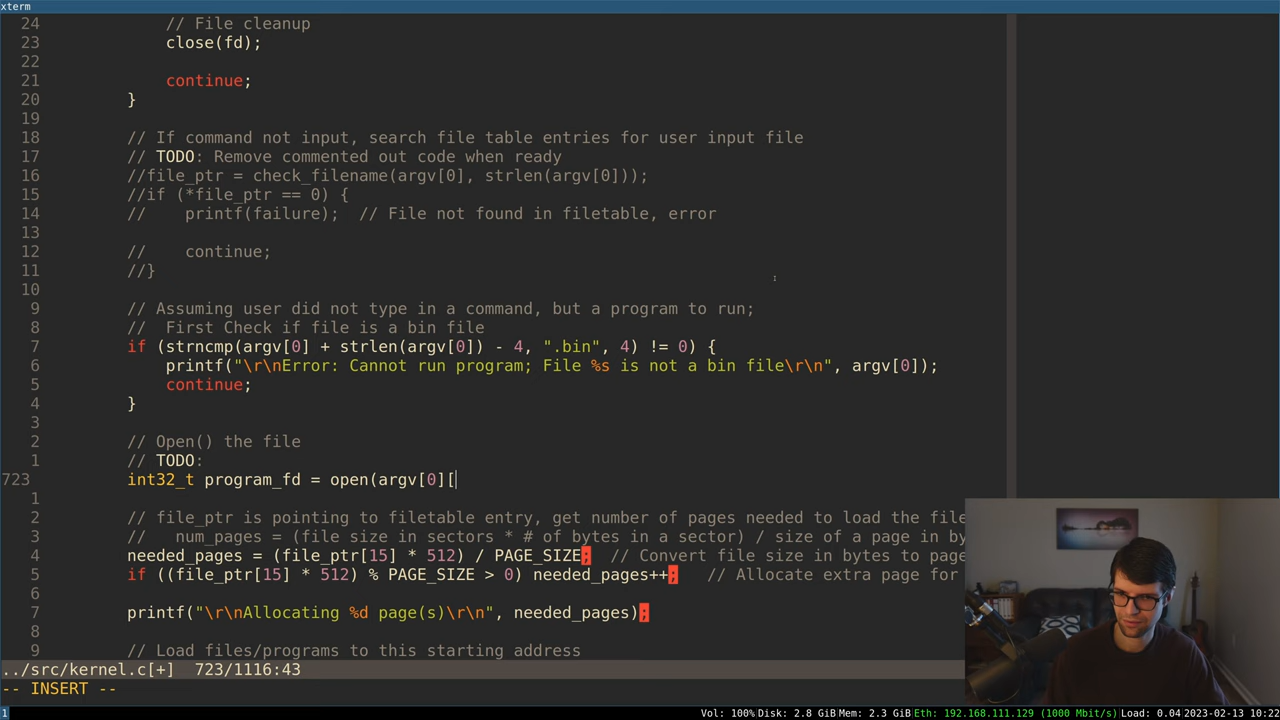 xterm
24 // File cleanup
23 close(fd);
22
21 continue;
20 }
19
18 // If command not input, search file table entries for user input file
17 // TODO: Remove commented out code when ready
16 //file_ptr = check_filename(argv[0], strlen(argv[0]));
15 //if (*file_ptr == 0) {
14 //    printf(failure);  // File not found in filetable, error
13
12 //    continue;
11 //}
10
9 // Assuming user did not type in a command, but a program to run;
8 //  First Check if file is a bin file
7 if (strncmp(argv[0] + strlen(argv[0]) - 4, ".bin", 4) != 0) {
6 printf("\r\nError: Cannot run program; File %s is not a bin file\r\n", argv[0]);
5 continue;
4 }
3
2 // Open() the file
1 // TODO:
723 int32_t program_fd = open(argv[0][
1
2 // file_ptr is pointing to filetable entry, get number of pages needed to load the file
3 //   num_pages = (file size in sectors * # of bytes in a sector) / size of a page in by
4 needed_pages = (file_ptr[15] * 512) / PAGE_SIZE;  // Convert file size in bytes to page
5 if ((file_ptr[15] * 512) % PAGE_SIZE > 0) needed_pages++;   // Allocate extra page for
6
7 printf("\r\nAllocating %d page(s)\r\n", needed_pages);
8
9 // Load files/programs to this starting address
../src/kernel.c[+]  723/1116:43
-- INSERT --
1 Vol: 100% Disk: 2.8 GiB Mem: 2.3 GiB Eth: 192.168.111.129 (1000 Mbit/s) Load: 0.04 2023-02-13 10:22